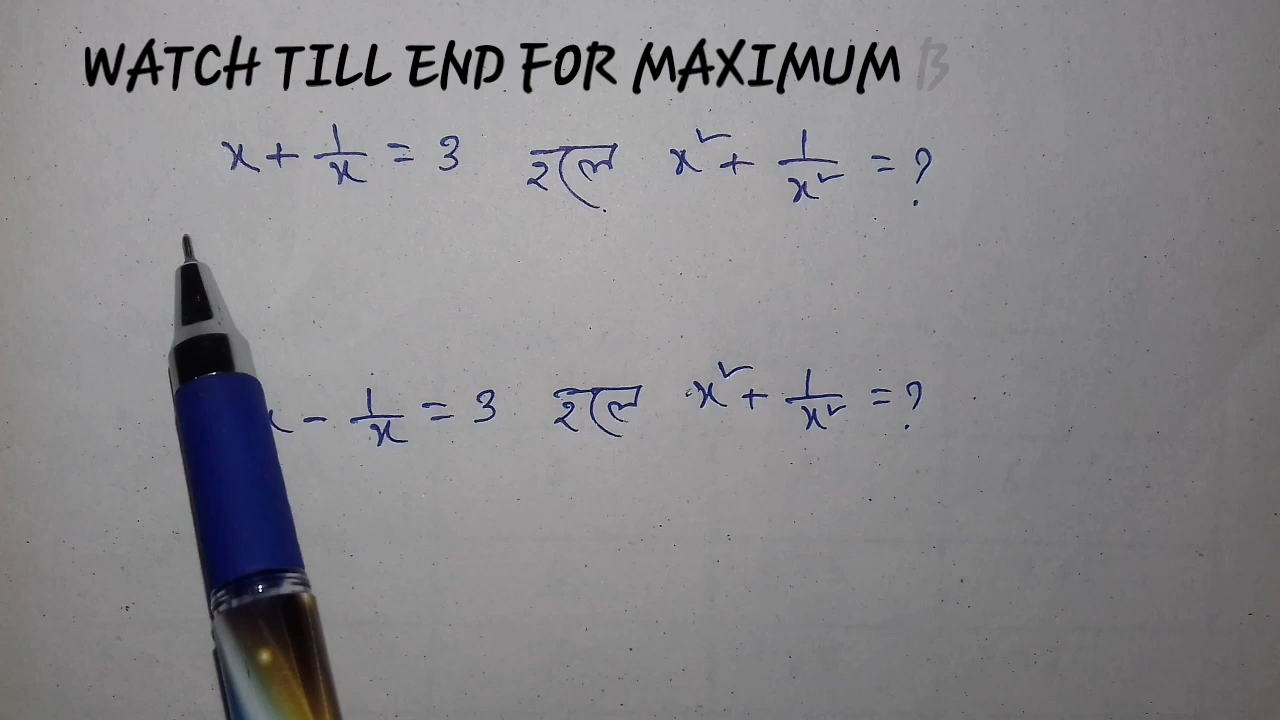 WATCH TILL END FOR MAXIMUM B
x + 1/x = 3 হলে x² + 1/x² = ?
x - 1/x = 3 হলে x² + 1/x² = ?